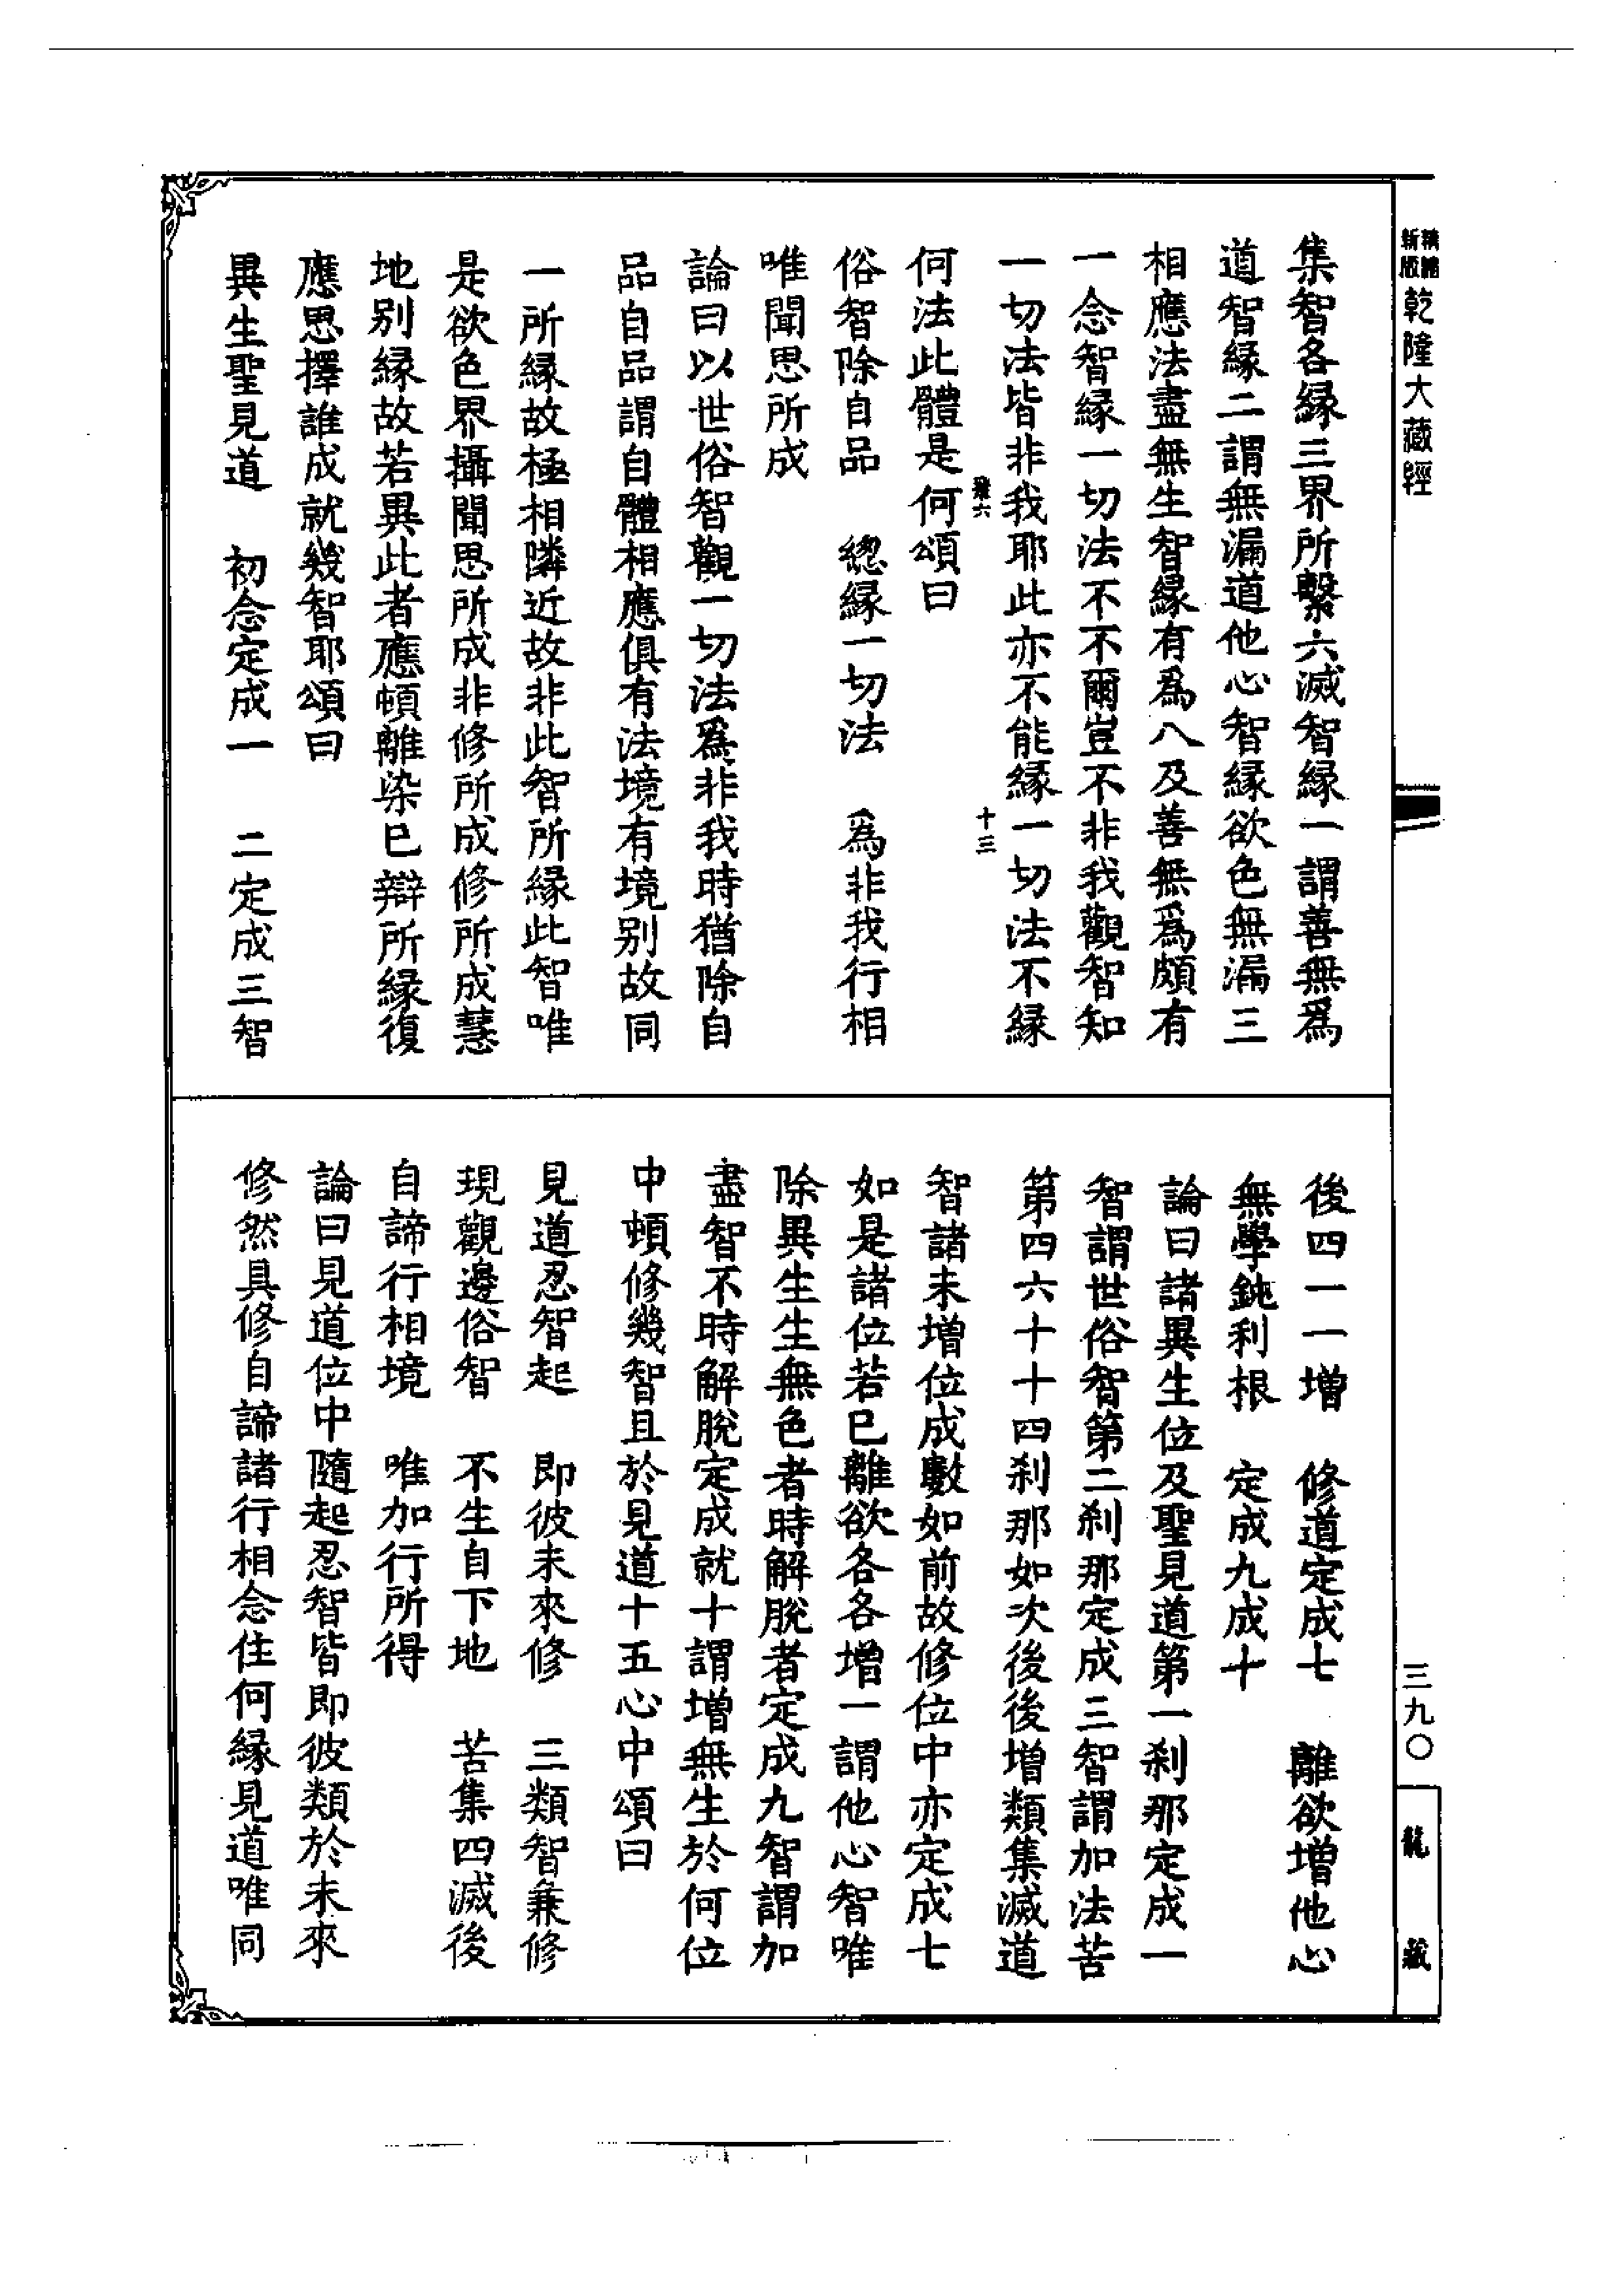 新版 精縮 乾隆大藏經
三九〇
龍藏
集智各緣三界所繫六滅智緣一謂善無爲
道智緣二謂無漏道他心智緣欲色無漏三
相應法盡無生智緣有爲八及善無爲頗有
一念智緣一切法不不爾豈不非我觀智知
一切法皆非我耶此亦不能緣一切法不緣
六 十三
何法此體是何頌曰
俗智除自品 總緣一切法 爲非我行相
唯聞思所成
論曰以世俗智觀一切法爲非我時猶除自
品自品謂自體相應俱有法境有境別故同
一所緣故極相隣近故非此智所緣此智唯
是欲色界攝聞思所成非修所成修所成慧
地別緣故若異此者應頓離染已辯所緣復
應思擇誰成就幾智耶頌曰
異生聖見道 初念定成一 二定成三智
後四一一增 修道定成七 離欲增他心
無學鈍利根 定成九成十
論曰諸異生位及聖見道第一刹那定成一
智謂世俗智第二刹那定成三智謂加法苦
第四六十十四刹那如次後後增類集滅道
智諸未增位成數如前故修位中亦定成七
如是諸位若已離欲各各增一謂他心智唯
除異生生無色者時解脫者定成九智謂加
盡智不時解脫定成就十謂增無生於何位
中頓修幾智且於見道十五心中頌曰
見道忍智起 即彼未來修 三類智兼修
現觀邊俗智 不生自下地 苦集四滅後
自諦行相境 唯加行所得
論曰見道位中隨起忍智皆即彼類於未來
修然具修自諦諸行相念住何緣見道唯同